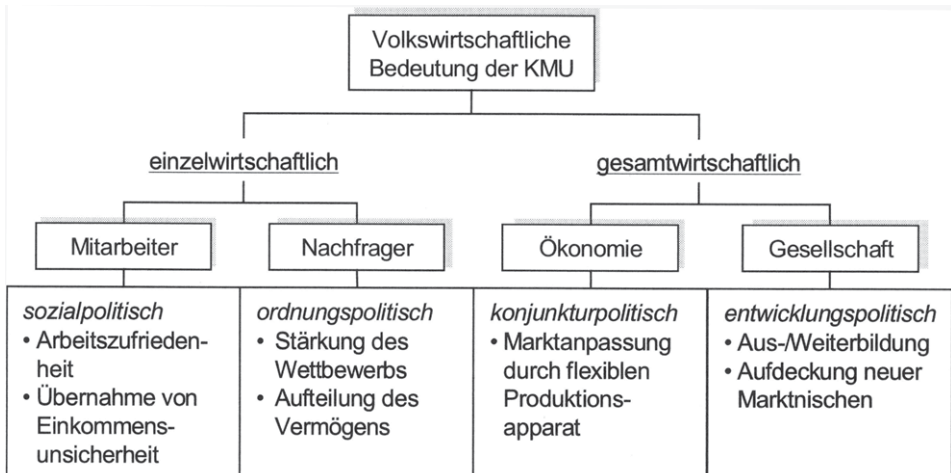 Volkswirtschaftliche
Bedeutung der KMU
einzelwirtschaftlich
gesamtwirtschaftlich
Mitarbeiter
Nachfrager
Ökonomie
Gesellschaft
sozialpolitisch
• Arbeitszufrieden-
heit
• Übernahme von
Einkommens-
unsicherheit
ordnungspolitisch
• Stärkung des
Wettbewerbs
• Aufteilung des
Vermögens
konjunkturpolitisch
• Marktanpassung
durch flexiblen
Produktions-
apparat
entwicklungspolitisch
• Aus-/Weiterbildung
• Aufdeckung neuer
Marktnischen